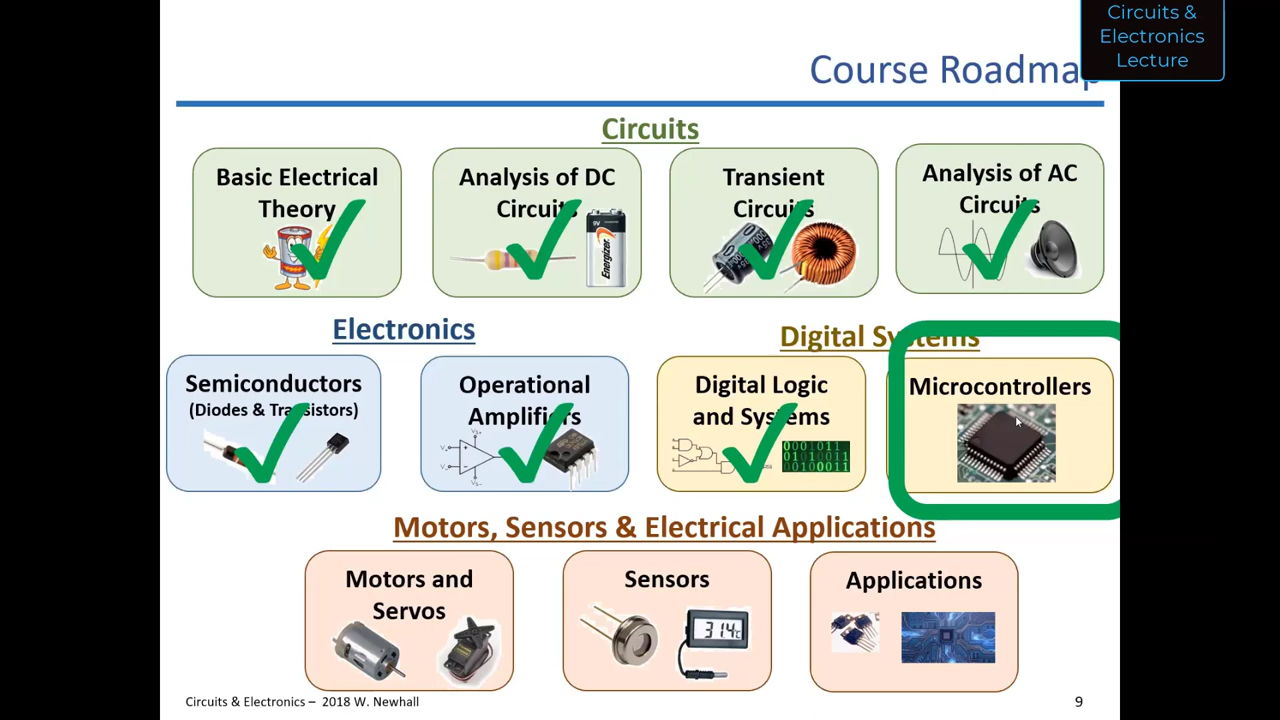 Circuits &
Electronics
Lecture
Course Roadmap
Circuits
Basic Electrical
Theory
Analysis of DC
Circuits
9V
Energizer
Transient
Circuits
Analysis of AC
Circuits
Electronics
Digital Systems
Semiconductors
(Diodes & Transistors)
Operational
Amplifiers
Digital Logic
and Systems
Microcontrollers
Motors, Sensors & Electrical Applications
Motors and
Servos
Sensors
Applications
Circuits & Electronics – 2018 W. Newhall
9